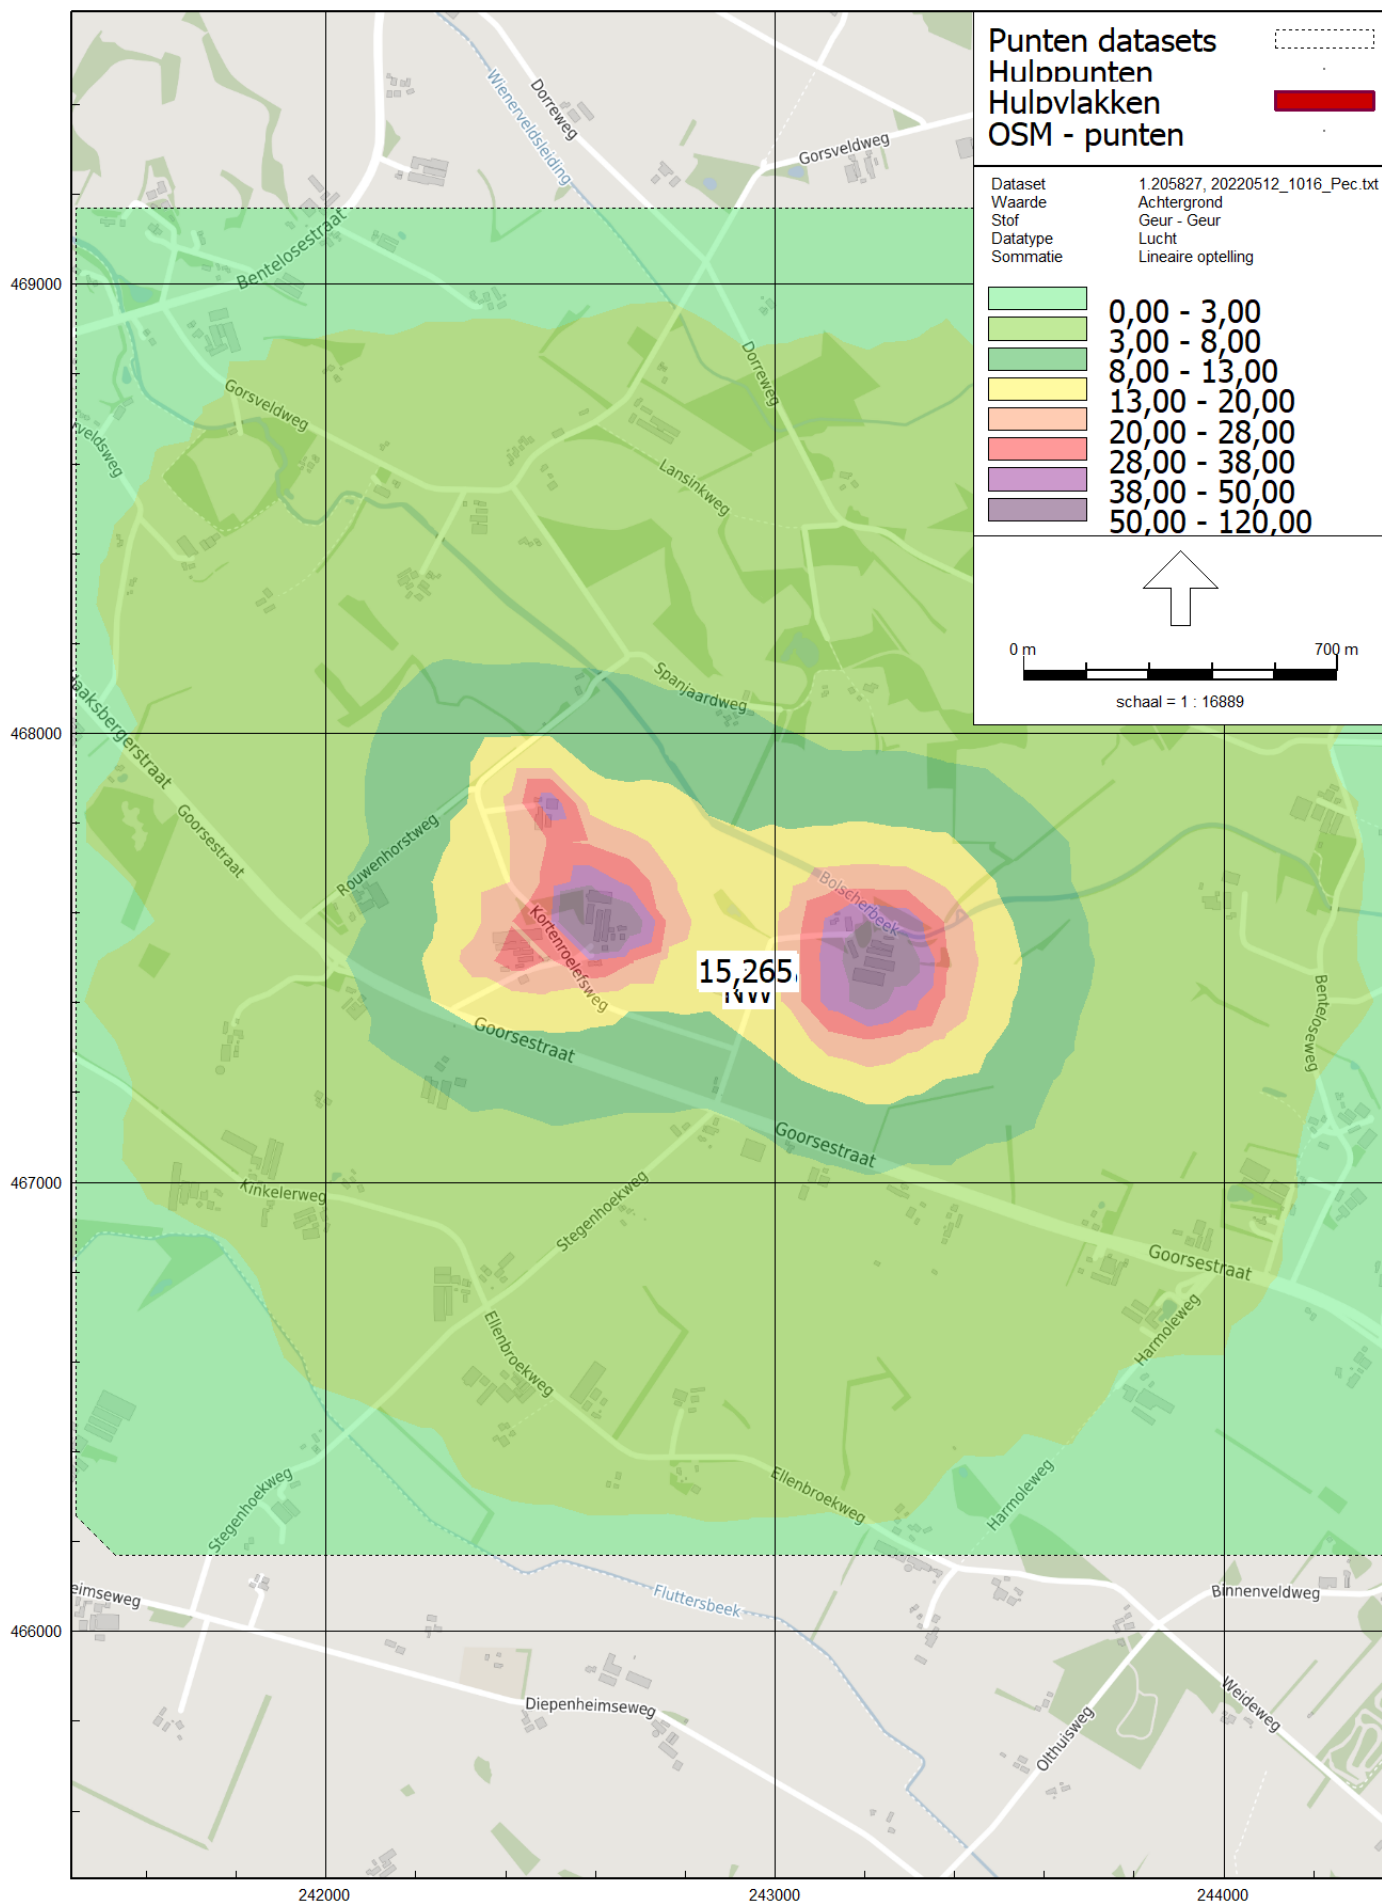 Punten datasets
Hulppunten
Hulpvlakken
OSM - punten
Dataset 1.205827, 20220512_1016_Pec.txt
Waarde Achtergrond
Stof Geur - Geur
Datatype Lucht
Sommatie Lineaire optelling
0,00 - 3,00
3,00 - 8,00
8,00 - 13,00
13,00 - 20,00
20,00 - 28,00
28,00 - 38,00
38,00 - 50,00
50,00 - 120,00
0 m 700 m
schaal = 1 : 16889
Wienerveldsleiding
Dorreweg
Gorsveldweg
Bentelosestraat
469000
Dorreweg
Gorsveldweg
rveldsweg
Lansinkweg
Spanjaardweg
468000
aaksbergerstraat
Goorsestraat
Rouwenhorstweg
Bolscherbeek
Kortenroelefsweg
15,265
NW
Goorsestraat
Benteloseweg
Goorsestraat
467000
Kinkelerweg
Stegenhoekweg
Goorsestraat
Harmoleweg
Ellenbroekweg
Ellenbroekweg
Harmoleweg
Stegenhoekweg
eimseweg
Fluttersbeek
Binnenveldweg
466000
Diepenheimseweg
Weideweg
Olthuisweg
242000 243000 244000